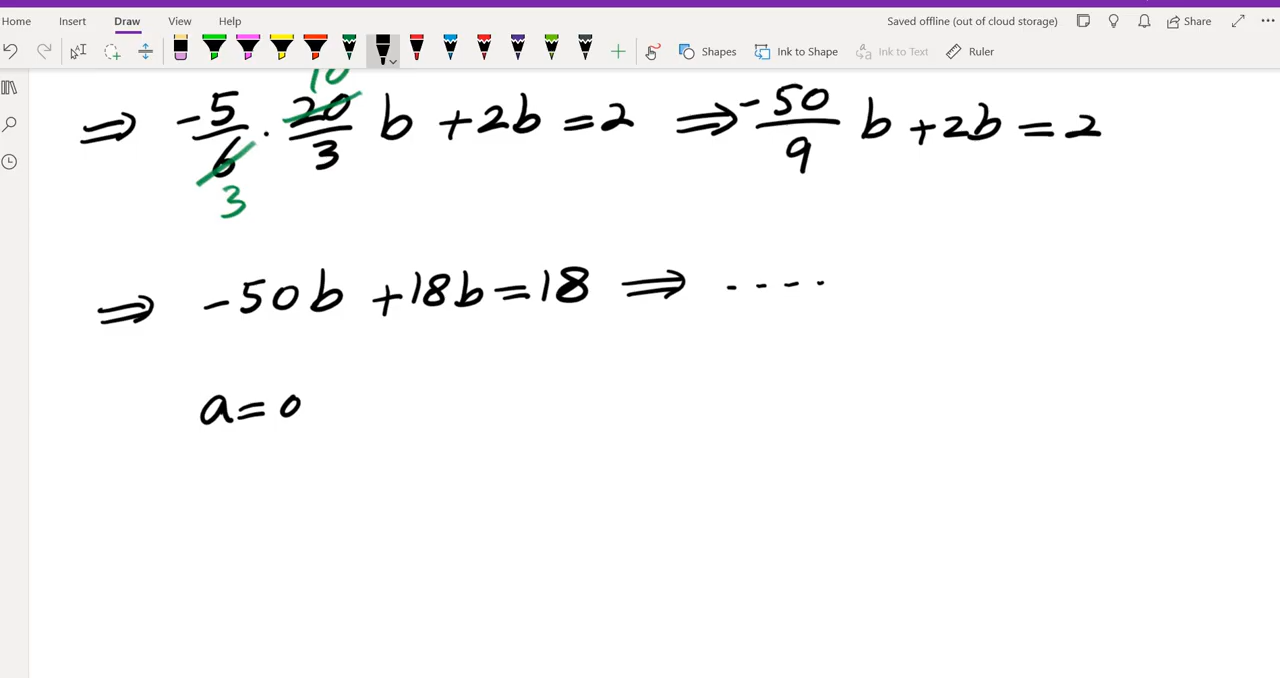 Home Insert Draw View Help Saved offline (out of cloud storage) Share
Shapes Ink to Shape Ink to Text Ruler
10
⇒ -5/6 · 20/3 b + 2b = 2 ⇒ -50/9 b + 2b = 2
3
⇒ -50b + 18b = 18 ⇒ ----
a = 0